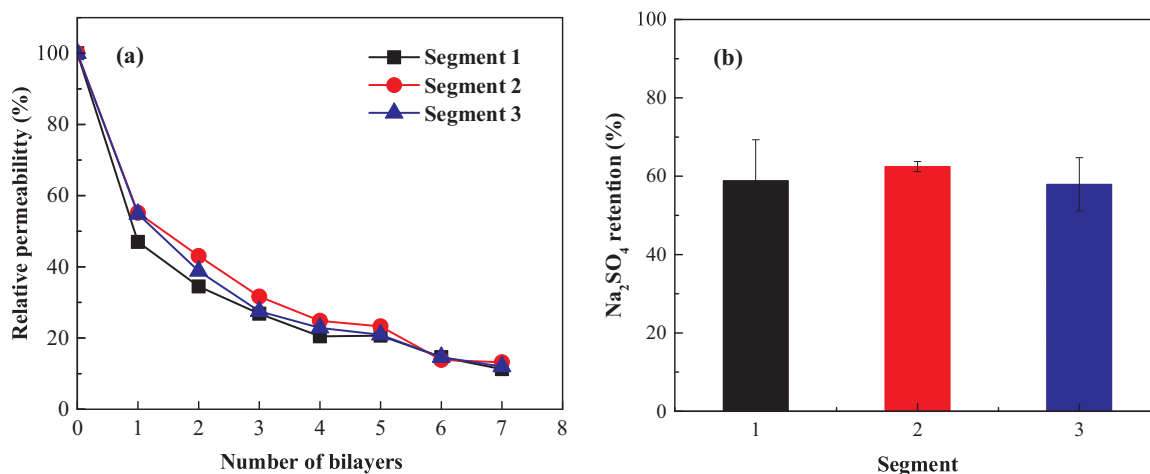 (a)
Segment 1
Segment 2
Segment 3
100
80
60
40
20
0
0 1 2 3 4 5 6 7 8
Relative permeabilitty (%)
Number of bilayers
(b)
100
80
60
40
20
0
1 2 3
Na₂SO₄ retention (%)
Segment